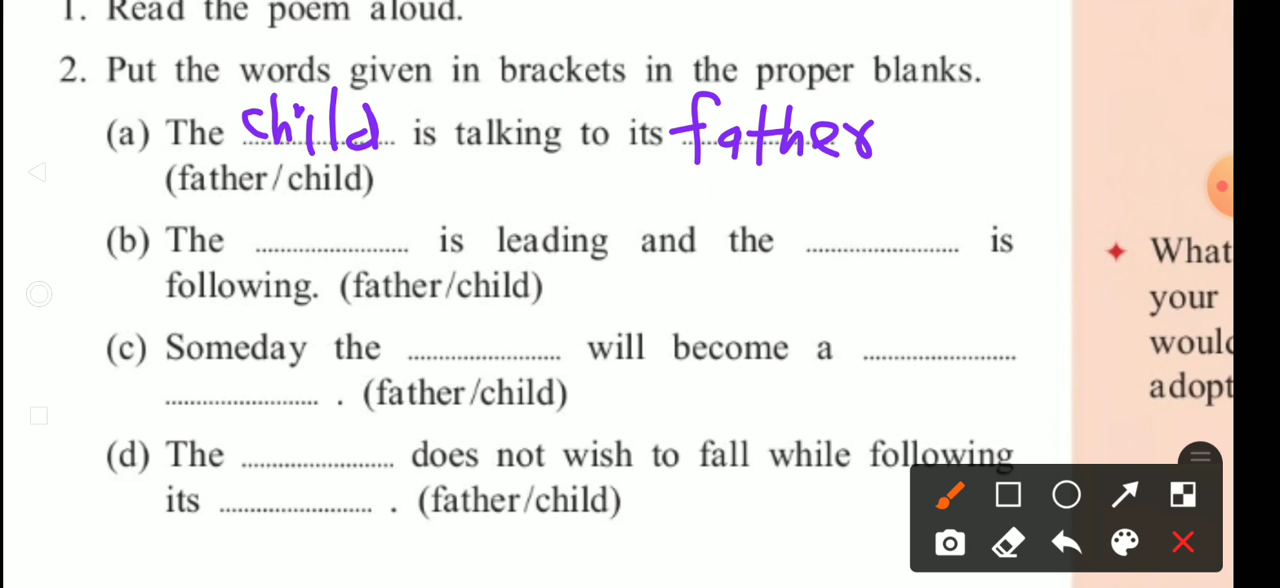 1. Read the poem aloud.
2. Put the words given in brackets in the proper blanks.
(a) The child is talking to its father
(father/child)
(b) The ........................ is leading and the ........................ is
following. (father/child)
(c) Someday the ........................ will become a ........................
........................ . (father/child)
(d) The ........................ does not wish to fall while following
its ........................ . (father/child)
What
your
would
adopt